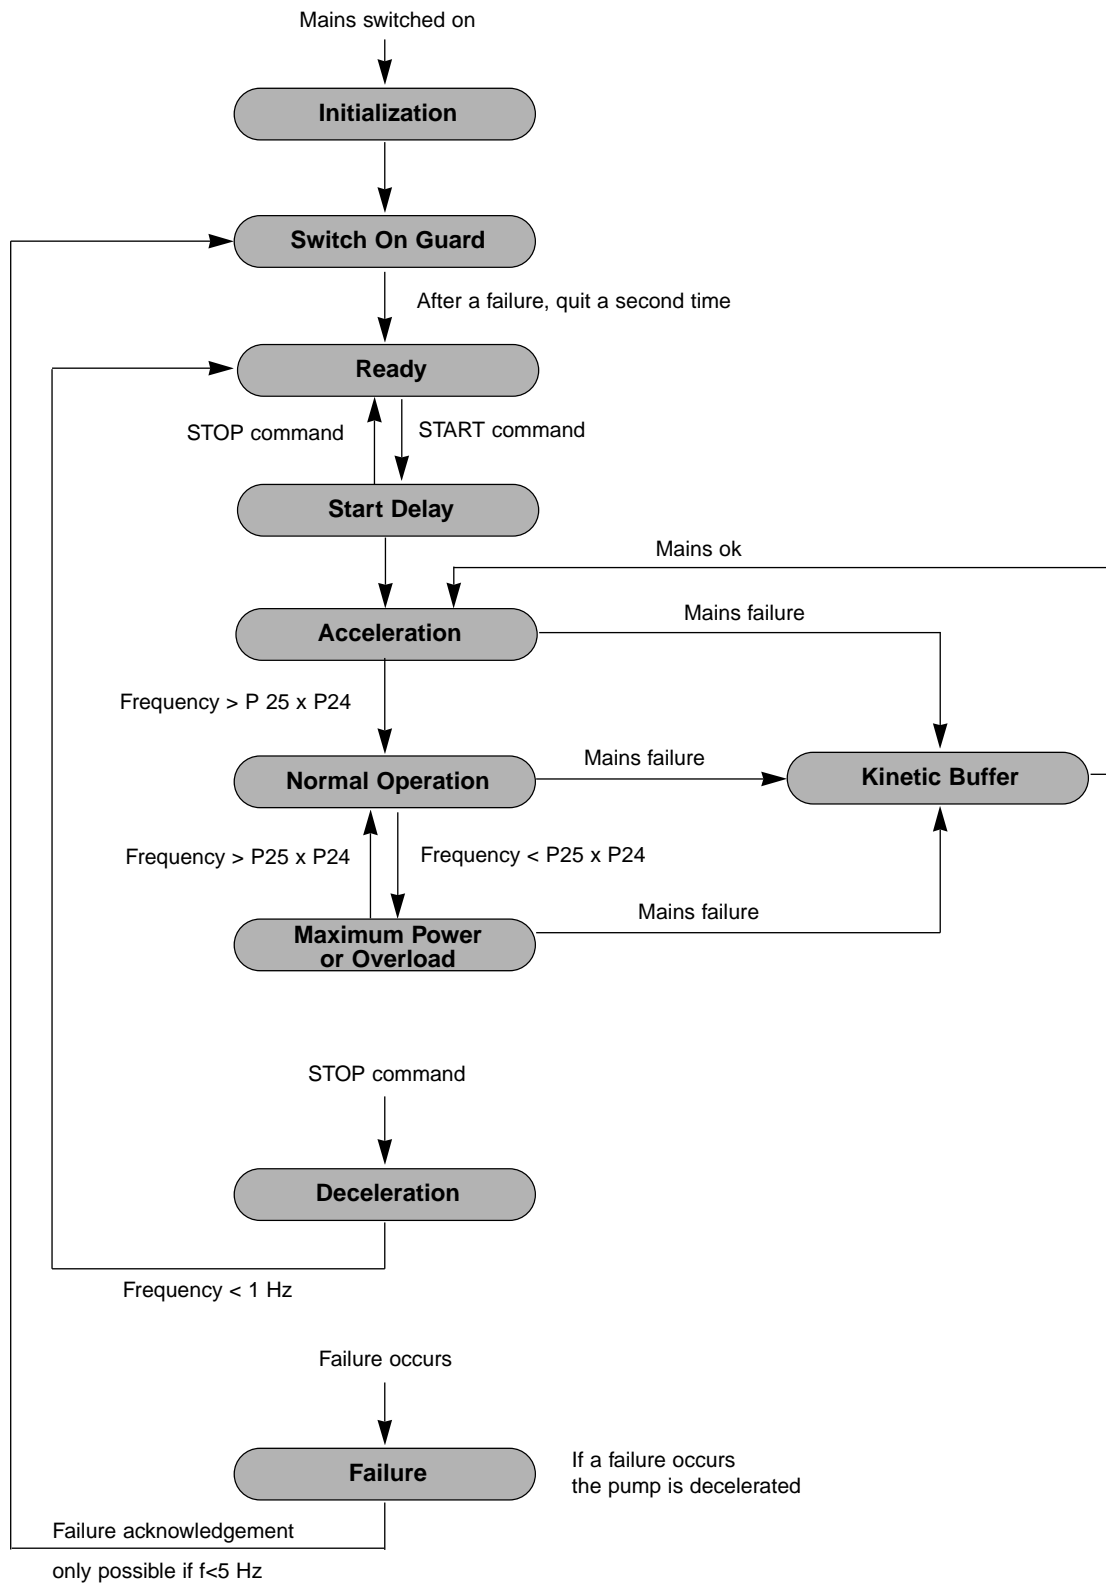 Mains switched on
Initialization
Switch On Guard
After a failure, quit a second time
Ready
STOP command
START command
Start Delay
Mains ok
Mains failure
Acceleration
Frequency > P 25 x P24
Mains failure
Normal Operation
Kinetic Buffer
Frequency > P25 x P24
Frequency < P25 x P24
Mains failure
Maximum Power
or Overload
STOP command
Deceleration
Frequency < 1 Hz
Failure occurs
Failure
If a failure occurs
the pump is decelerated
Failure acknowledgement
only possible if f<5 Hz